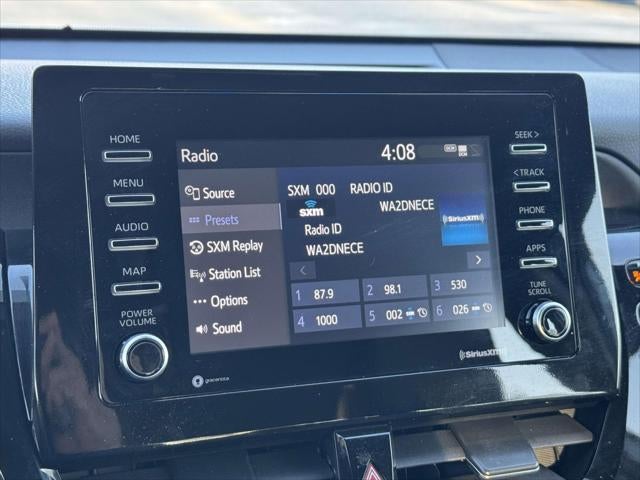 HOME
MENU
AUDIO
MAP
POWER
VOLUME
Radio
4:08
Source
Presets
SXM Replay
Station List
Options
Sound
SXM 000 RADIO ID
sxm
WA2DNECE
Radio ID
WA2DNECE
SiriusXM
1 87.9
2 98.1
3 530
4 1000
5 002
6 026
SEEK >
< TRACK
PHONE
APPS
TUNE
SCROLL
gracenote
SiriusXM